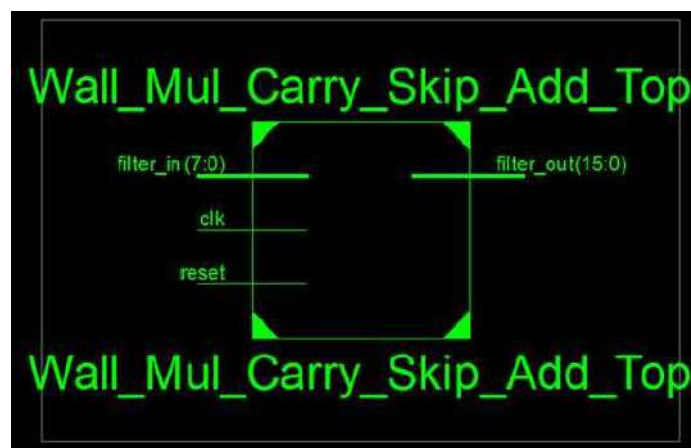 Wall_Mul_Carry_Skip_Add_Top
filter_in (7:0)
filter_out(15:0)
clk
reset
Wall_Mul_Carry_Skip_Add_Top